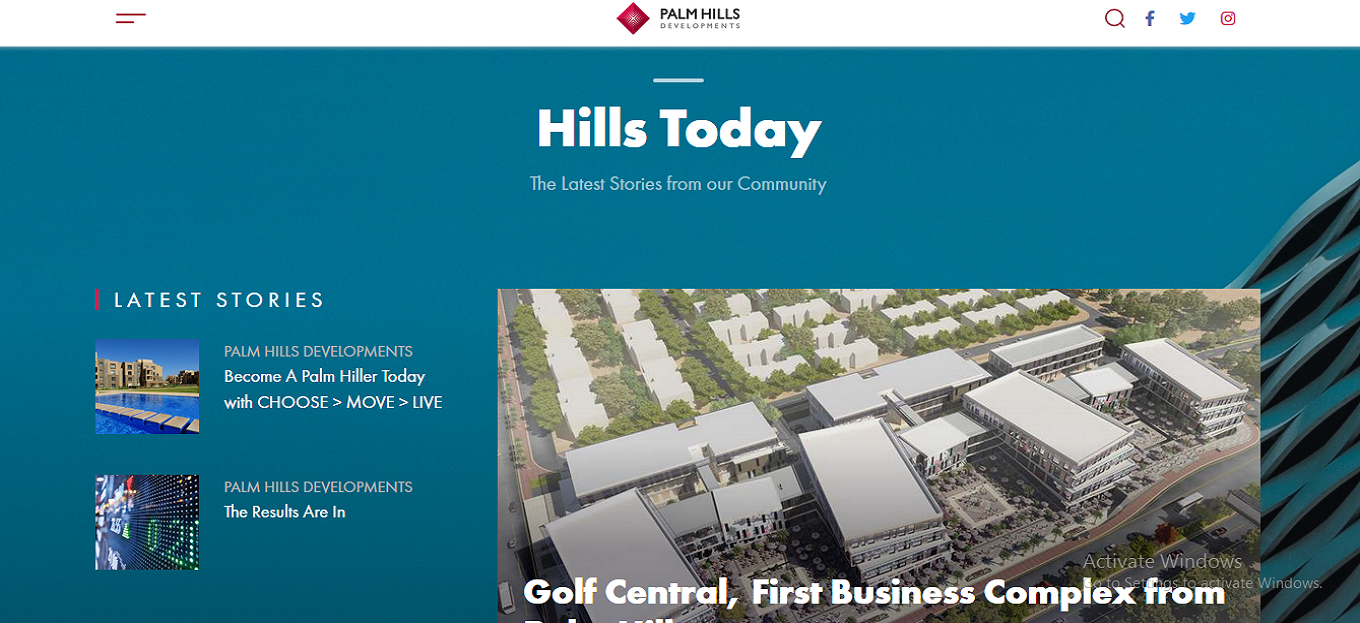 PALM HILLS
DEVELOPMENTS
Hills Today
The Latest Stories from our Community
LATEST STORIES
PALM HILLS DEVELOPMENTS
Become A Palm Hiller Today
with CHOOSE > MOVE > LIVE
PALM HILLS DEVELOPMENTS
The Results Are In
Golf Central, First Business Complex from
Activate Windows
Go to Settings to activate Windows.